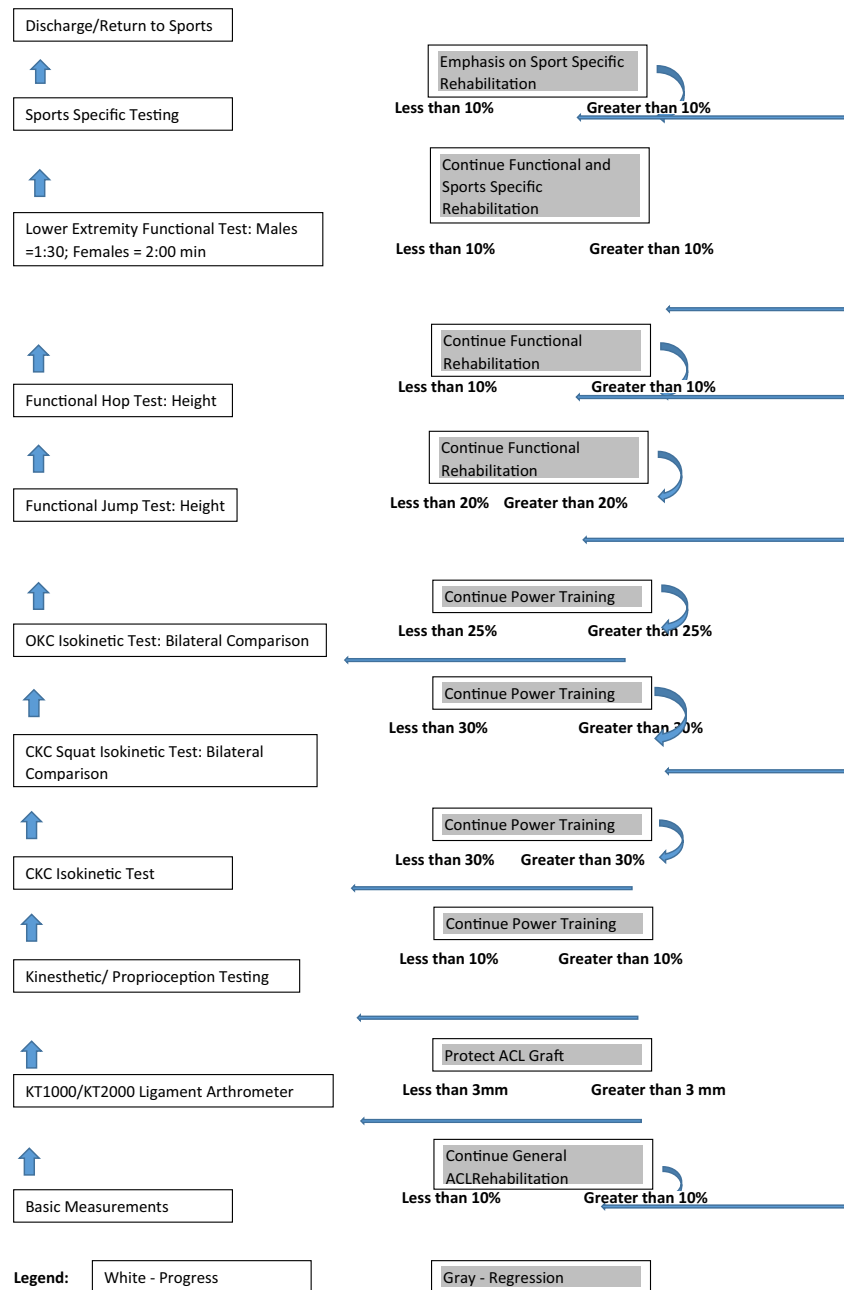 Discharge/Return to Sports
Emphasis on Sport Specific
Rehabilitation
Less than 10%
Greater than 10%
Sports Specific Testing
Continue Functional and
Sports Specific
Rehabilitation
Lower Extremity Functional Test: Males
=1:30; Females = 2:00 min
Less than 10%
Greater than 10%
Continue Functional
Rehabilitation
Less than 10%
Greater than 10%
Functional Hop Test: Height
Continue Functional
Rehabilitation
Less than 20%
Greater than 20%
Functional Jump Test: Height
Continue Power Training
Less than 25%
Greater than 25%
OKC Isokinetic Test: Bilateral Comparison
Continue Power Training
Less than 30%
Greater than 30%
CKC Squat Isokinetic Test: Bilateral
Comparison
Continue Power Training
Less than 30%
Greater than 30%
CKC Isokinetic Test
Continue Power Training
Less than 10%
Greater than 10%
Kinesthetic/ Proprioception Testing
Protect ACL Graft
KT1000/KT2000 Ligament Arthrometer
Less than 3mm
Greater than 3 mm
Continue General
ACLRehabilitation
Less than 10%
Greater than 10%
Basic Measurements
Legend:
White - Progress
Gray - Regression